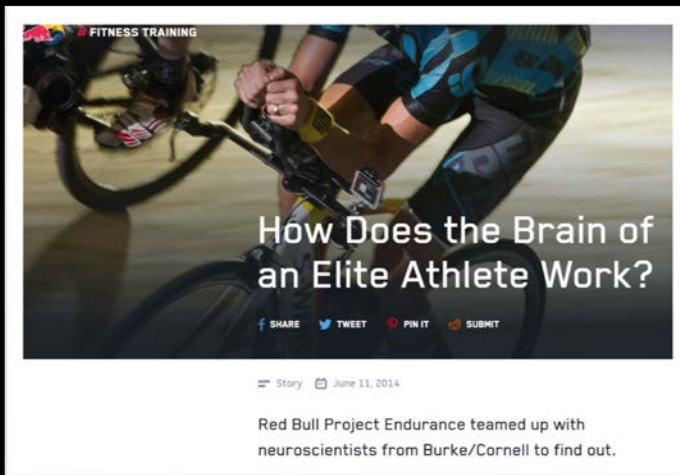 FITNESS TRAINING
How Does the Brain of
an Elite Athlete Work?
SHARE TWEET PIN IT SUBMIT
Story June 11, 2014
Red Bull Project Endurance teamed up with
neuroscientists from Burke/Cornell to find out.